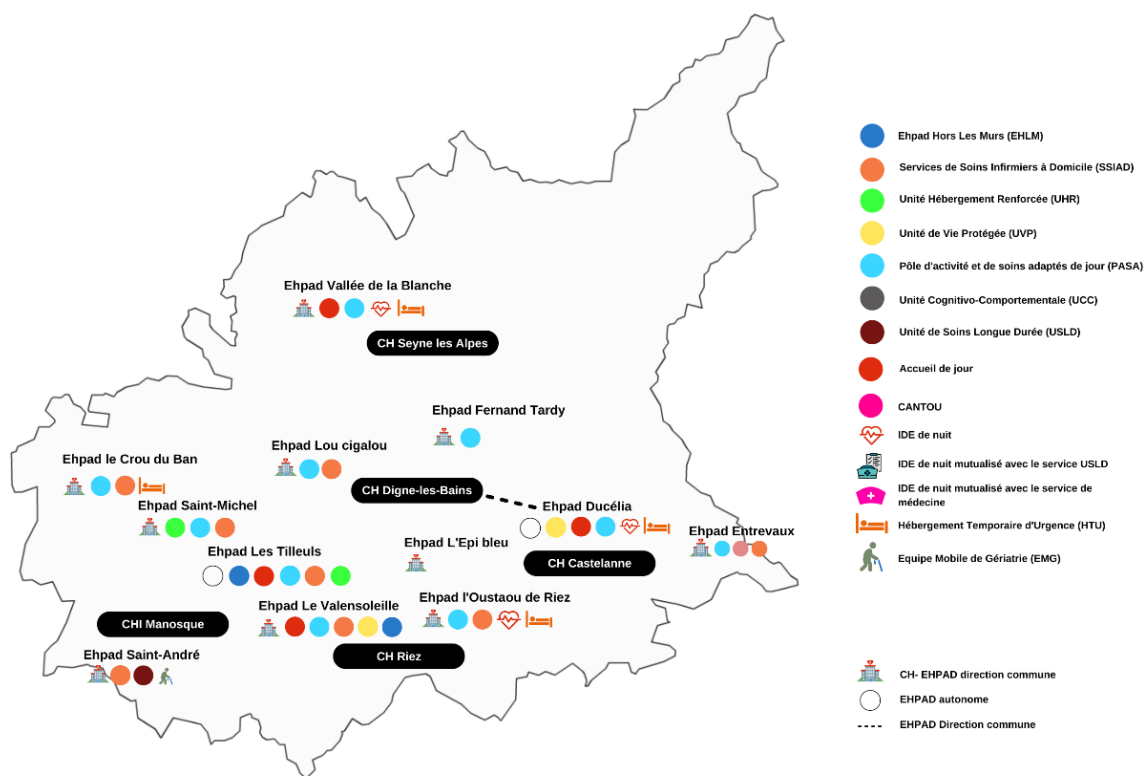 Ehpad Vallée de la Blanche
CH Seyne les Alpes
Ehpad Fernand Tardy
Ehpad Lou cigalou
Ehpad le Crou du Ban
CH Digne-les-Bains
Ehpad Saint-Michel
Ehpad Ducélia
Ehpad Entrevaux
Ehpad L'Epi bleu
Ehpad Les Tilleuls
CH Castelanne
Ehpad l'Oustaou de Riez
Ehpad Le Valensoleille
CHI Manosque
CH Riez
Ehpad Saint-André
Ehpad Hors Les Murs (EHLM)
Services de Soins Infirmiers à Domicile (SSIAD)
Unité Hébergement Renforcée (UHR)
Unité de Vie Protégée (UVP)
Pôle d'activité et de soins adaptés de jour (PASA)
Unité Cognitivo-Comportementale (UCC)
Unité de Soins Longue Durée (USLD)
Accueil de jour
CANTOU
IDE de nuit
IDE de nuit mutualisé avec le service USLD
IDE de nuit mutualisé avec le service de
médecine
Hébergement Temporaire d'Urgence (HTU)
Equipe Mobile de Gériatrie (EMG)
CH- EHPAD direction commune
EHPAD autonome
EHPAD Direction commune